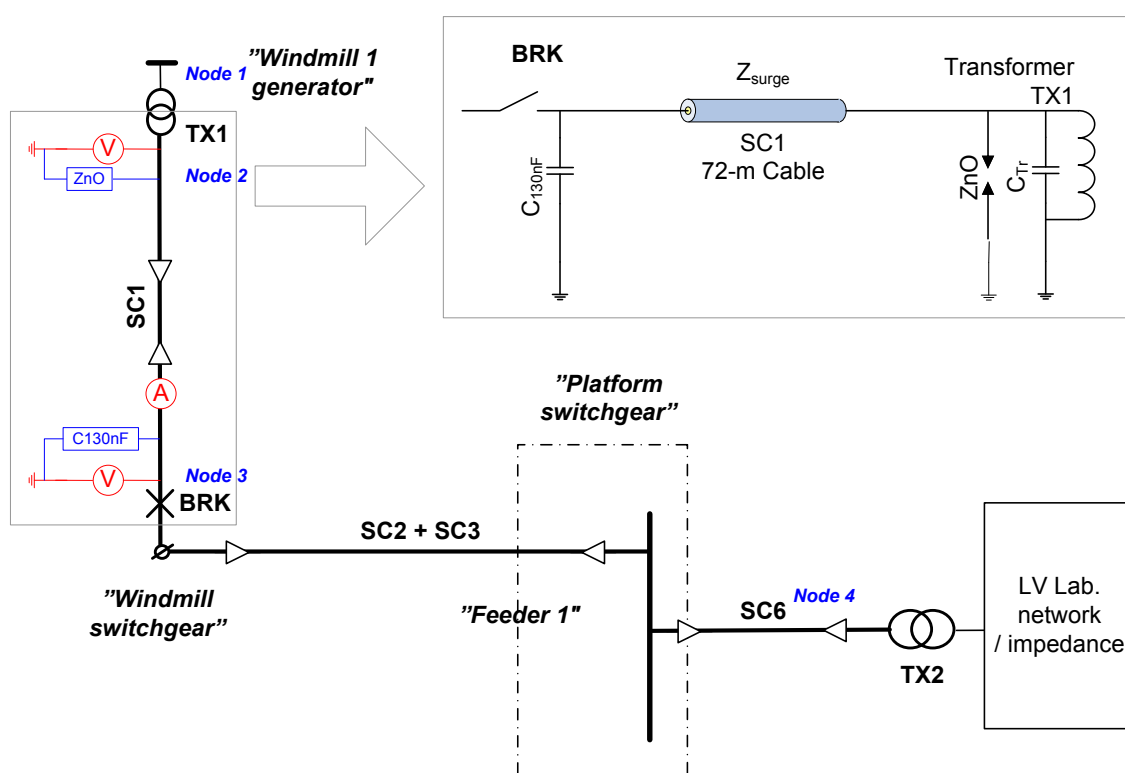 Node 1
”Windmill 1
generator"
TX1
V
ZnO
Node 2
SC1
A
C130nF
Node 3
V
BRK
BRK
C130nF
Zsurge
SC1
72-m Cable
Transformer
TX1
ZnO
CTr
”Platform
switchgear”
SC2 + SC3
”Windmill
switchgear”
”Feeder 1"
SC6
Node 4
TX2
LV Lab.
network
/ impedance